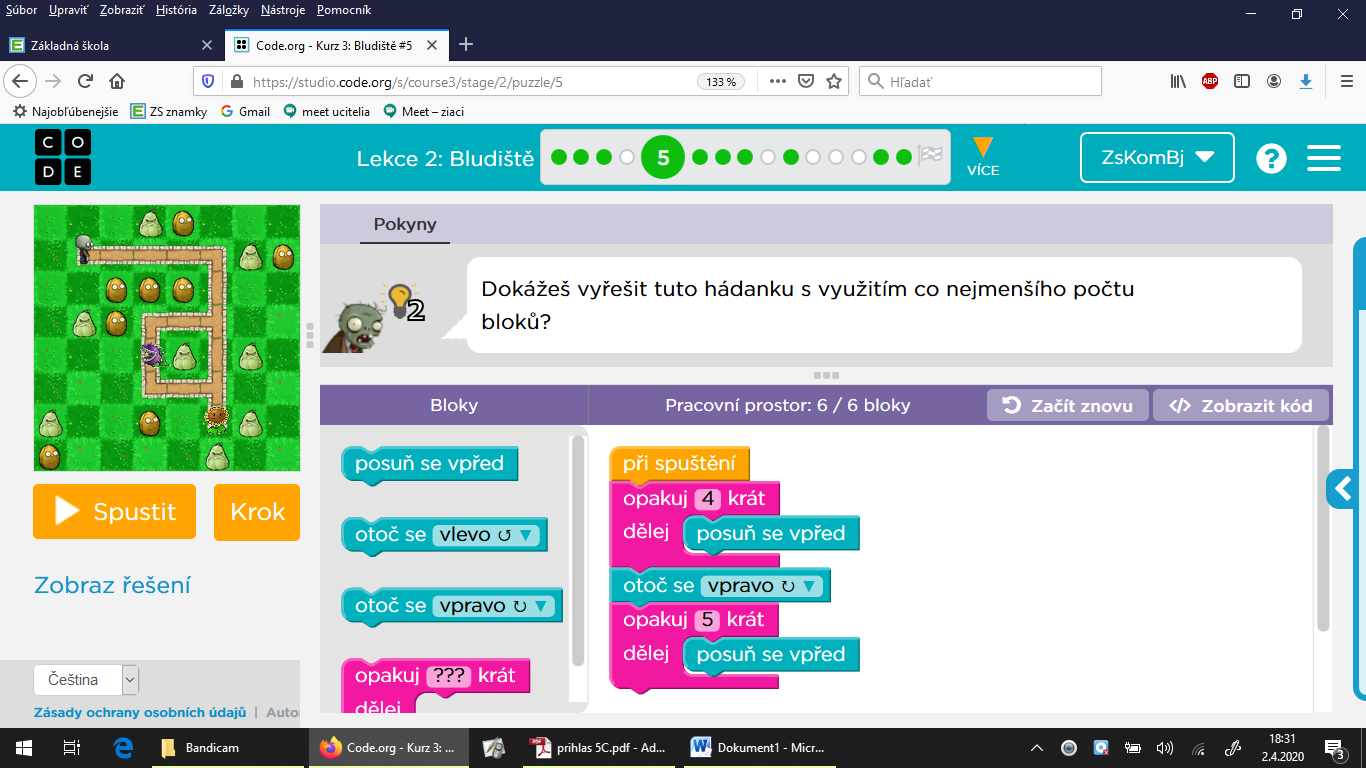 Súbor Upraviť Zobraziť História Záložky Nástroje Pomocník
Základná škola
Code.org - Kurz 3: Bludiště #5
https://studio.code.org/s/course3/stage/2/puzzle/5
133 %
Hľadať
ABP
Najobľúbenejšie ZS znamky Gmail meet ucitelia Meet – ziaci
C O
D E
Lekce 2: Bludiště
5
VÍCE
ZsKomBj
?
Pokyny
2
Dokážeš vyřešit tuto hádanku s využitím co nejmenšího počtu
bloků?
Bloky
Pracovní prostor: 6 / 6 bloky
Začít znovu
Zobrazit kód
posuň se vpřed
otoč se vlevo ↺ ▼
otoč se vpravo ↻ ▼
opakuj ??? krát
dělej
při spuštění
opakuj 4 krát
dělej posuň se vpřed
otoč se vpravo ↻ ▼
opakuj 5 krát
dělej posuň se vpřed
Spustit
Krok
Zobraz řešení
Čeština
Zásady ochrany osobních údajů | Auto
Bandicam
Code.org - Kurz 3: ...
prihlas 5C.pdf - Ad...
Dokument1 - Micr...
18:31
2.4.2020
3